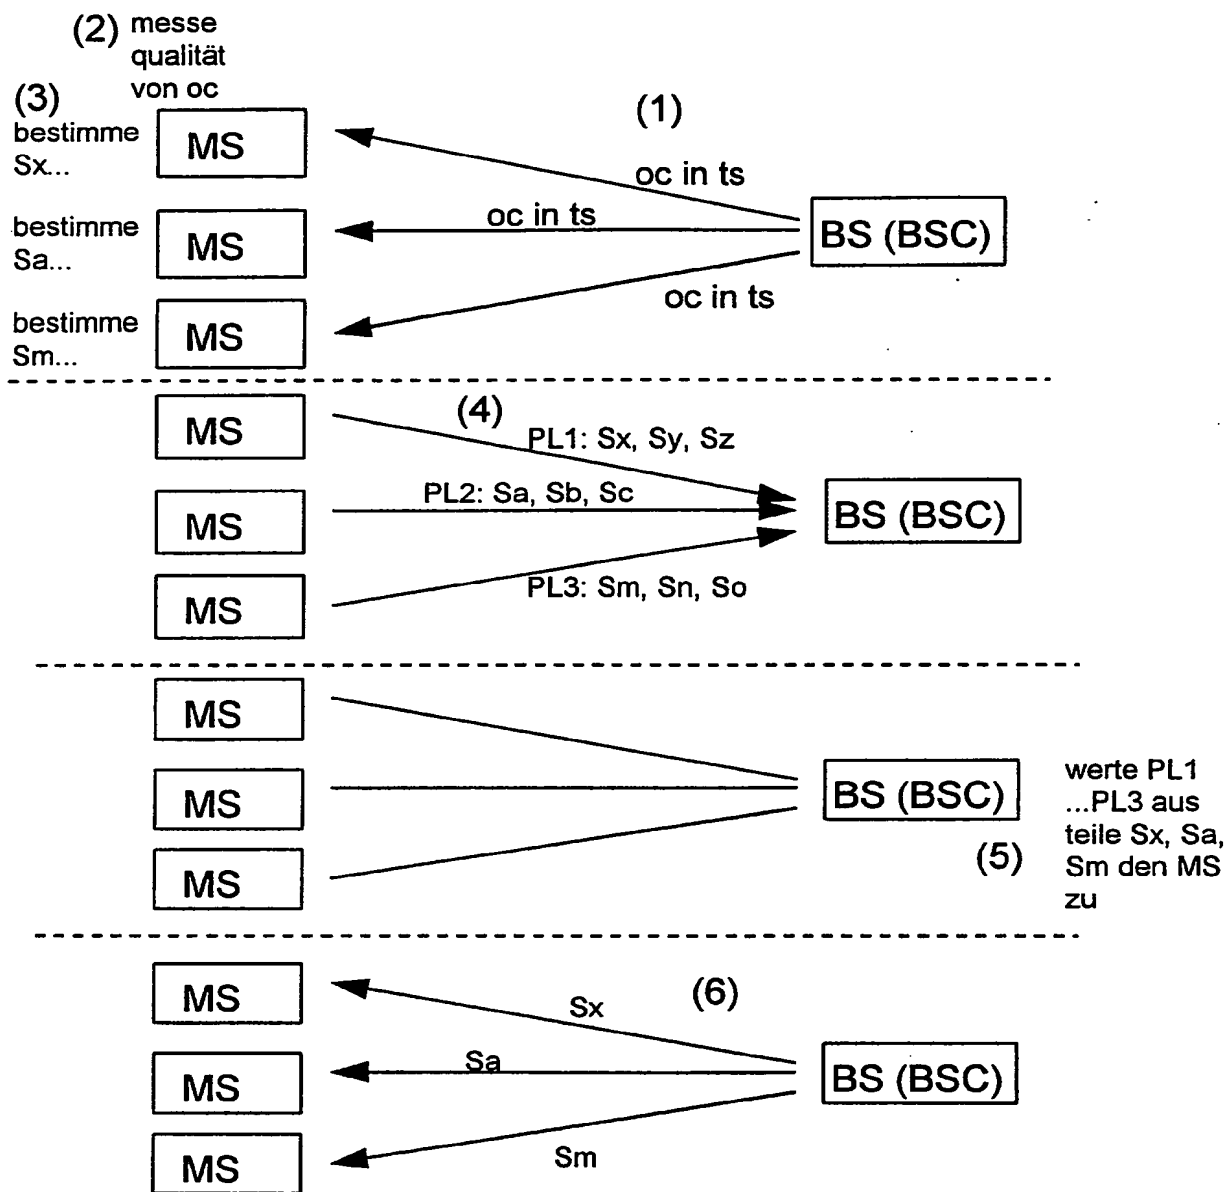 (2) messe
qualität
von oc
(3)
bestimme
Sx...
MS
(1)
oc in ts
bestimme
Sa...
MS
oc in ts
BS (BSC)
bestimme
Sm...
MS
oc in ts
MS
(4)
PL1: Sx, Sy, Sz
MS
PL2: Sa, Sb, Sc
BS (BSC)
MS
PL3: Sm, Sn, So
MS
MS
BS (BSC)
MS
(5)
werte PL1
...PL3 aus
teile Sx, Sa,
Sm den MS
zu
MS
Sx
(6)
MS
Sa
BS (BSC)
MS
Sm